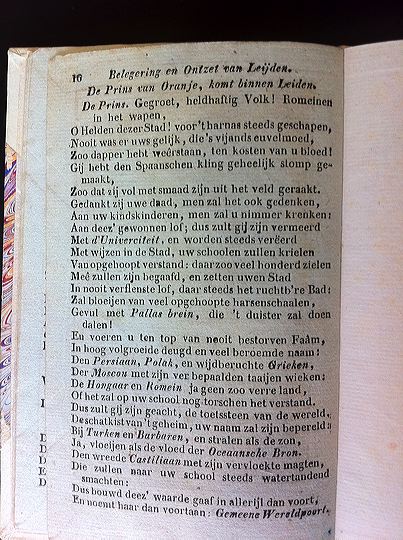 16 Belegering en Ontzet van Leijden.
De Prins van Oranje, komt binnen Leiden.
De Prins. Gegroet, heldhaftig Volk! Romeinen
in het wapen,
O Helden dezer Stad! voor't harnas steeds geschapen,
Nooit was er uws gelijk, die's vijands euvelmoed,
Zoo dapper hebt weêrstaan, ten kosten van u bloed!
Gij hebt den Spaanschen kling geheelijk stomp ge-
maakt,
Zoo dat zij vol met smaad zijn uit het veld geraakt.
Gedankt zij uwe daad, men zal het ook gedenken,
Aan uw kindskinderen, men zal u nimmer krenken:
Aan deez' gewonnen lof; dus zult gij zijn vermeerd
Met d'Univerciteit, en worden steeds verëerd
Met wijzen in de Stad, uw schoolen zullen krielen
Van opgehoopt verstand: daar zoo veel honderd zielen
Meê zullen zijn begaafd, en zetten uwen Stad
In nooit verflenste lof, daar steeds de ruchtb're Bad:
Zal bloeijen van veel opgehoopte harsenschaalen,
Gevul met Pallas brein, die 't duister zal doen
dalen!
En voeren u ten top van nooit bestorven Faâm,
In hoog volgroeide deugd en veel beroemde naam:
Den Persiaan, Polak, en wijdberuchte Grieken,
Der Moscou met zijn ver bepaalden taaijen wieken;
De Hongaar en Romein ja geen zoo verre land,
Of het zal op uw school nog torschen het verstand.
Dus zult gij zijn geacht, de toetssteen van de wereld,
De schatkist van 't geheim, uw naam zal zijn bepereld:
Bij Turken en Barbaren, en stralen als de zon,
Ja, vloeijen als de vloed der Oceaansche Bron.
Den wreede Castiliaan met zijn vervloekte magten,
Die zullen naar uw school steeds watertandend
smachten:
Dus bouwd deez' waarde gaaf in allerijl dan voort,
En noemt haar dan voortaan: Gemeene Wereldpoort.
D
D
D
E
D